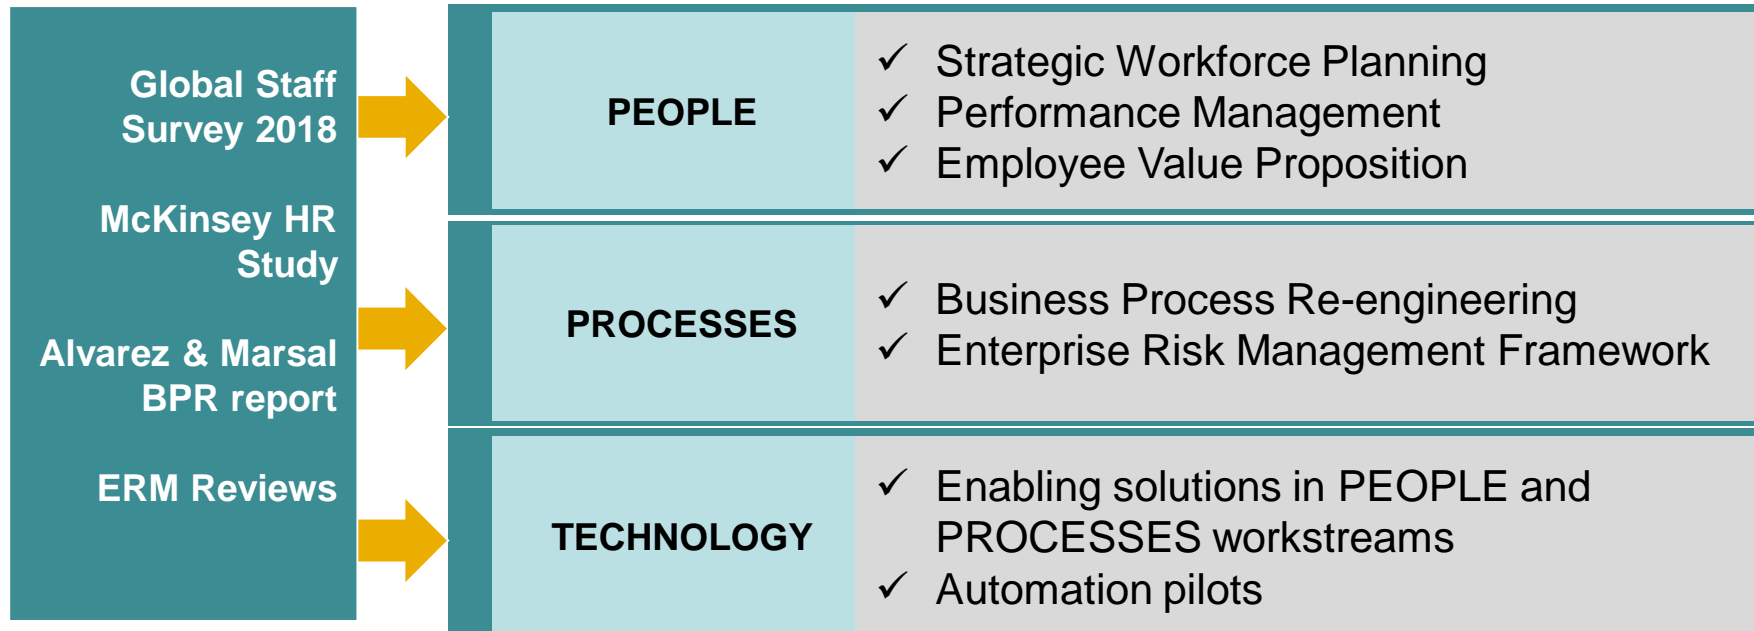 Global Staff
Survey 2018
McKinsey HR
Study
Alvarez & Marsal
BPR report
ERM Reviews
PEOPLE
✓ Strategic Workforce Planning
✓ Performance Management
✓ Employee Value Proposition
PROCESSES
✓ Business Process Re-engineering
✓ Enterprise Risk Management Framework
TECHNOLOGY
✓ Enabling solutions in PEOPLE and
PROCESSES workstreams
✓ Automation pilots